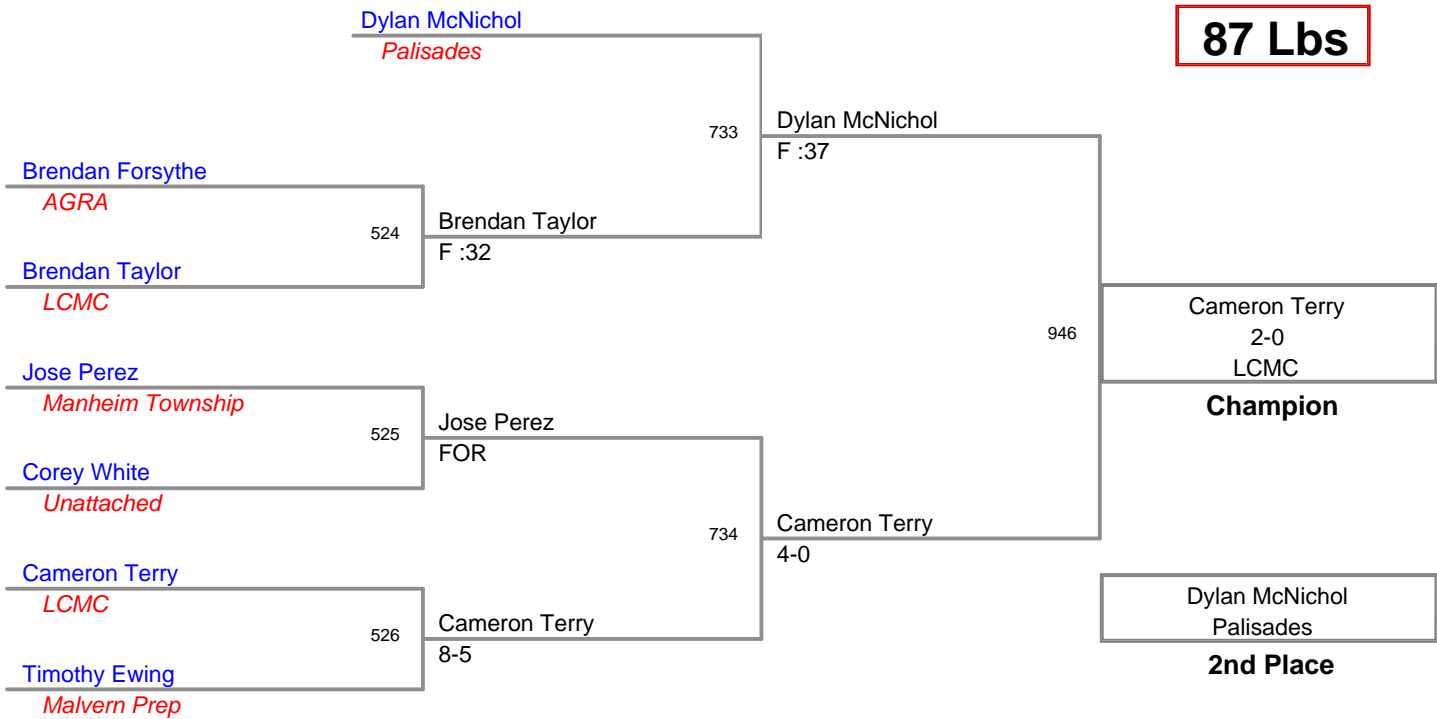 Dylan McNichol
Palisades
87 Lbs
733
Dylan McNichol
F :37
Brendan Forsythe
AGRA
524
Brendan Taylor
F :32
Brendan Taylor
LCMC
946
Cameron Terry
2-0
LCMC
Champion
Jose Perez
Manheim Township
525
Jose Perez
FOR
Corey White
Unattached
734
Cameron Terry
4-0
Cameron Terry
LCMC
526
Cameron Terry
8-5
Timothy Ewing
Malvern Prep
Dylan McNichol
Palisades
2nd Place